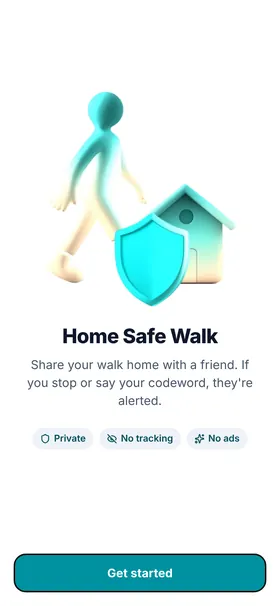 Home Safe Walk
Share your walk home with a friend. If
you stop or say your codeword, they're
alerted.
Private
No tracking
No ads
Get started